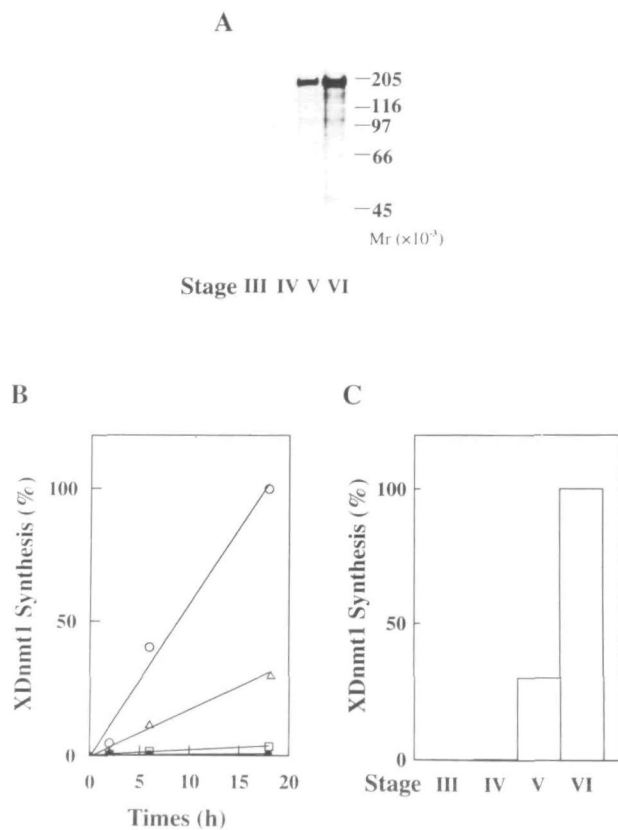 A
205
116
97
66
45
Mr (×10⁻³)
Stage III IV V VI
B
XDnmt1 Synthesis (%)
100
50
0
0 5 10 15 20
Times (h)
C
XDnmt1 Synthesis (%)
100
50
0
Stage III IV V VI